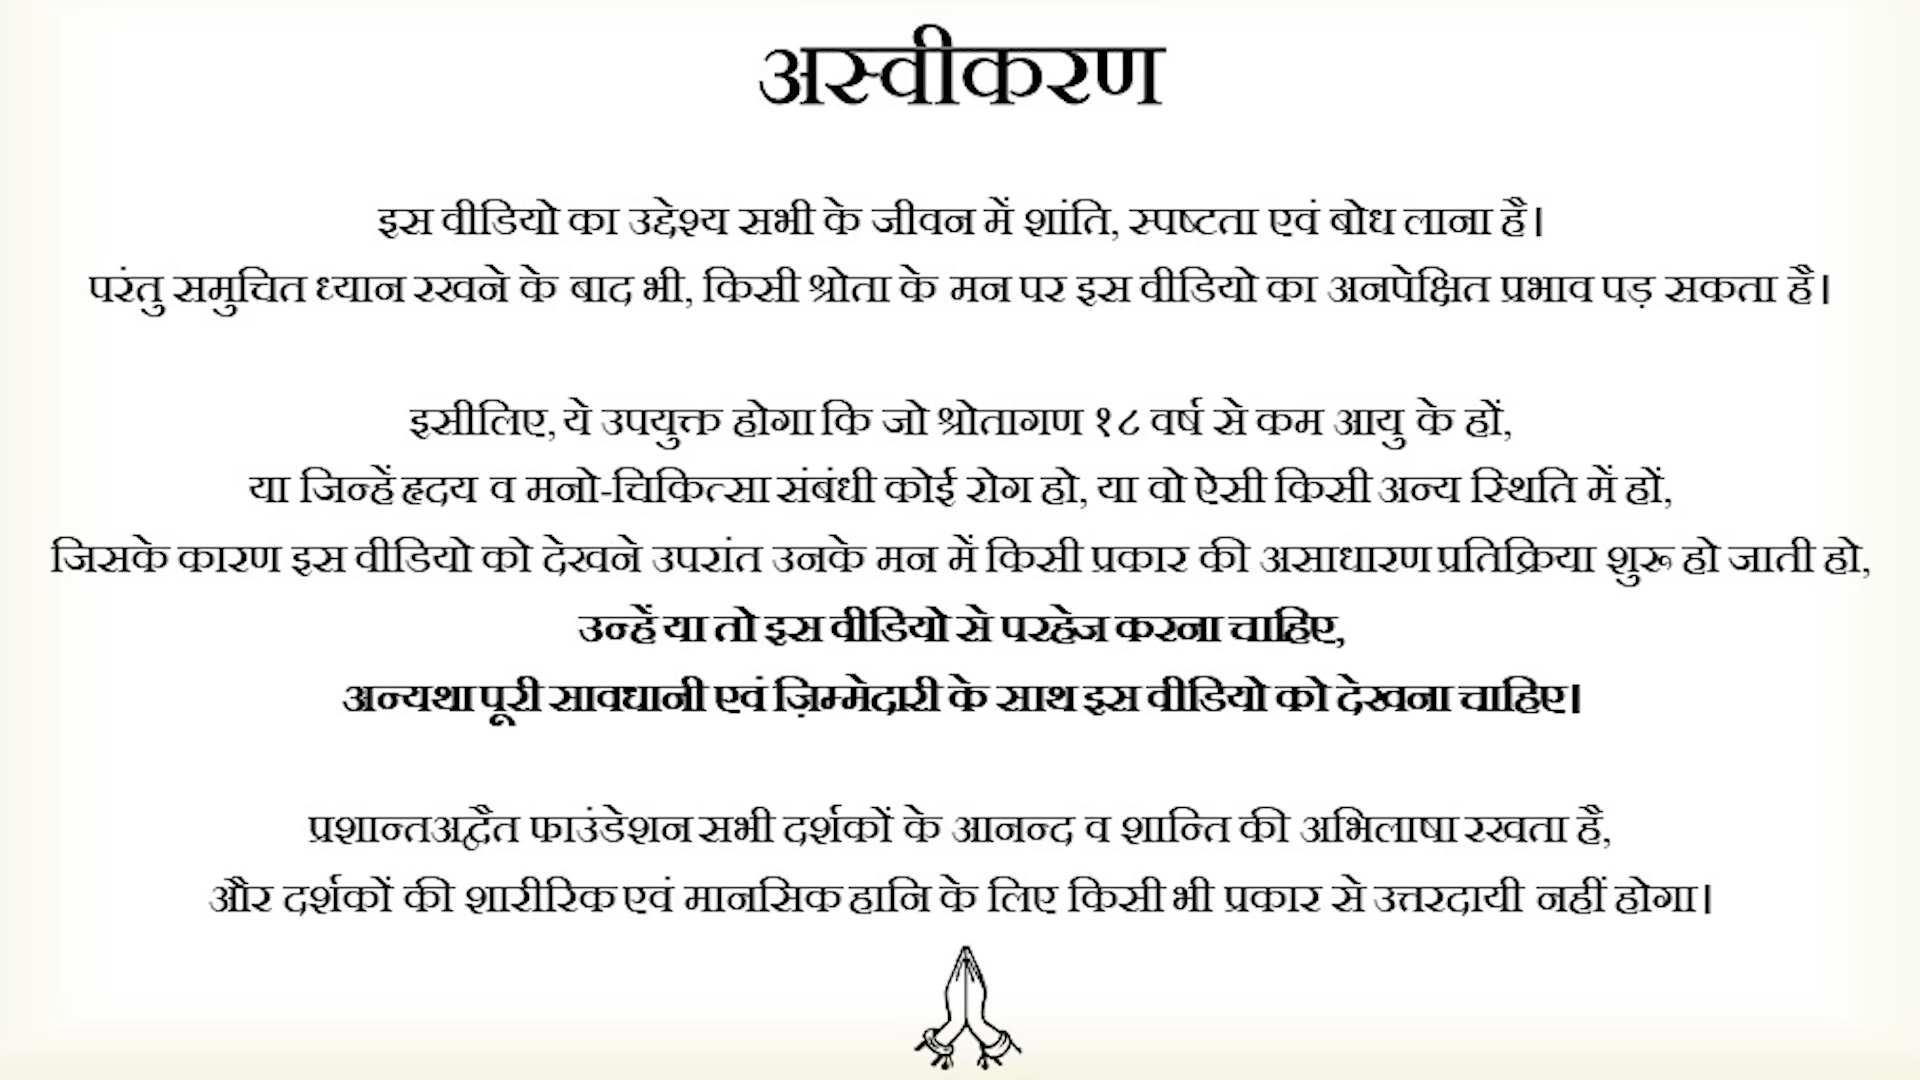 अस्वीकरण
इस वीडियो का उद्देश्य सभी के जीवन में शांति, स्पष्टता एवं बोध लाना है।
परंतु समुचित ध्यान रखने के बाद भी, किसी श्रोता के मन पर इस वीडियो का अनपेक्षित प्रभाव पड़ सकता है।
इसीलिए, ये उपयुक्त होगा कि जो श्रोतागण १८ वर्ष से कम आयु के हों,
या जिन्हें हृदय व मनो-चिकित्सा संबंधी कोई रोग हो, या वो ऐसी किसी अन्य स्थिति में हों,
जिसके कारण इस वीडियो को देखने उपरांत उनके मन में किसी प्रकार की असाधारण प्रतिक्रिया शुरू हो जाती हो,
उन्हें या तो इस वीडियो से परहेज करना चाहिए,
अन्यथा पूरी सावधानी एवं ज़िम्मेदारी के साथ इस वीडियो को देखना चाहिए।
प्रशान्तअद्वैत फाउंडेशन सभी दर्शकों के आनन्द व शान्ति की अभिलाषा रखता है,
और दर्शकों की शारीरिक एवं मानसिक हानि के लिए किसी भी प्रकार से उत्तरदायी नहीं होगा।